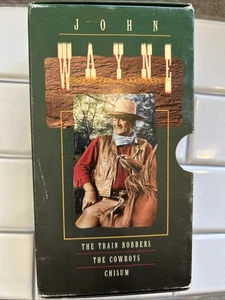 JOHN
WAYNE
THE TRAIN ROBBERS
THE COWBOYS
CHISUM